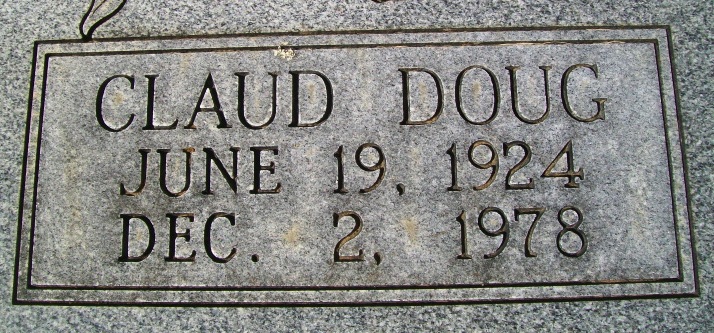 CLAUD DOUG
JUNE 19, 1924
DEC. 2, 1978